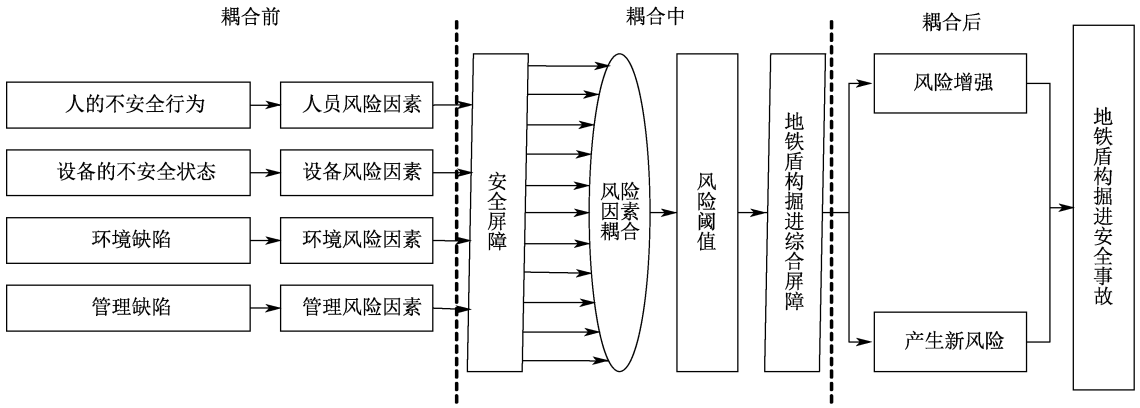 耦合前
耦合中
耦合后
人的不安全行为
人员风险因素
设备的不安全状态
设备风险因素
环境缺陷
环境风险因素
管理缺陷
管理风险因素
安全屏障
风险
因素
耦合
风险阈值
地铁盾构掘进综合屏障
风险增强
产生新风险
地铁盾构掘进安全事故